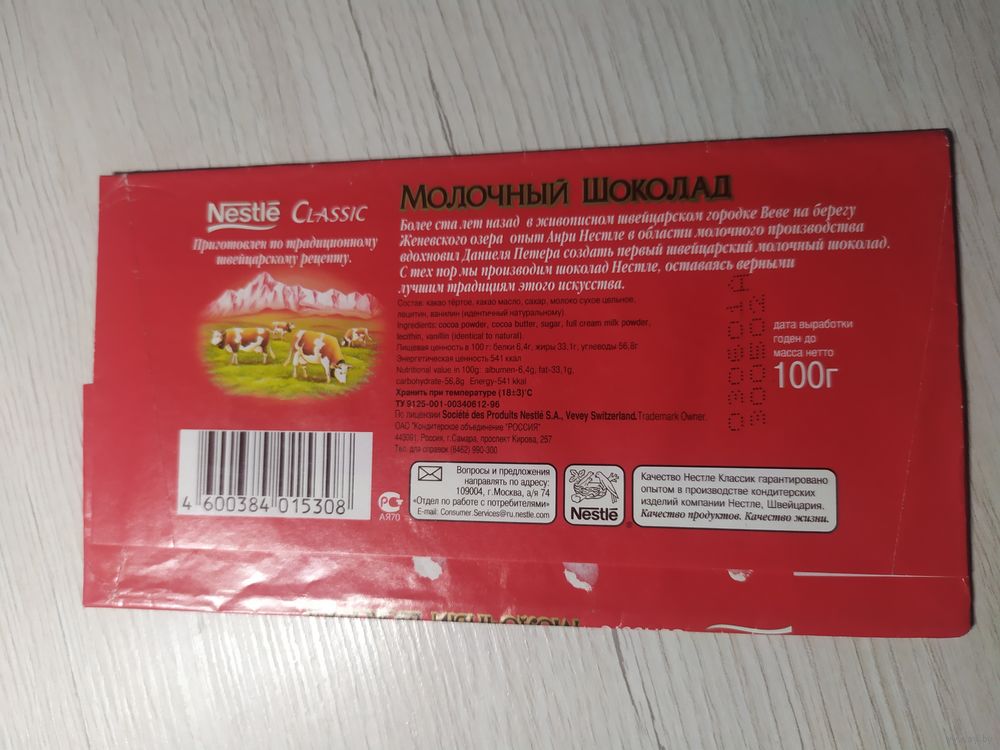 Nestlé CLASSIC
Приготовлен по традиционному
швейцарскому рецепту.
МОЛОЧНЫЙ ШОКОЛАД
Более ста лет назад в живописном швейцарском городке Веве на берегу
Женевского озера опыт Анри Нестле в области молочного производства
вдохновил Даниеля Петера создать первый швейцарский молочный шоколад.
С тех пор мы производим шоколад Нестле, оставаясь верными
лучшим традициям этого искусства.
Состав: какао тёртое, какао масло, сахар, молоко сухое цельное,
лецитин, ванилин (идентичный натуральному).
Ingredients: cocoa powder, cocoa butter, sugar, full cream milk powder,
lecithin, vanillin (identical to natural).
Пищевая ценность в 100 г: белки 6,4г, жиры 33,1г, углеводы 56,8г
Энергетическая ценность 541 ккал
Nutritional value in 100g: albumen-6,4g, fat-33,1g,
carbohydrate-56,8g Energy-541 kkal
Хранить при температуре (18±3)°С
ТУ 9125-001-00340612-96
По лицензии Société des Produits Nestlé S.A., Vevey Switzerland. Trademark Owner.
ОАО "Кондитерское объединение "РОССИЯ"
443091, Россия, г.Самара, проспект Кирова, 257
Тел. для справок (8462) 990-300
дата выработки
годен до
масса нетто
100г
4 600384 015308
РСТ
АЯ70
Вопросы и предложения
направлять по адресу:
109004, г.Москва, а/я 74
«Отдел по работе с потребителями»
E-mail: Consumer.Services@ru.nestle.com
Nestlé
Качество Нестле Классик гарантировано
опытом в производстве кондитерских
изделий компании Нестле, Швейцария.
Качество продуктов. Качество жизни.